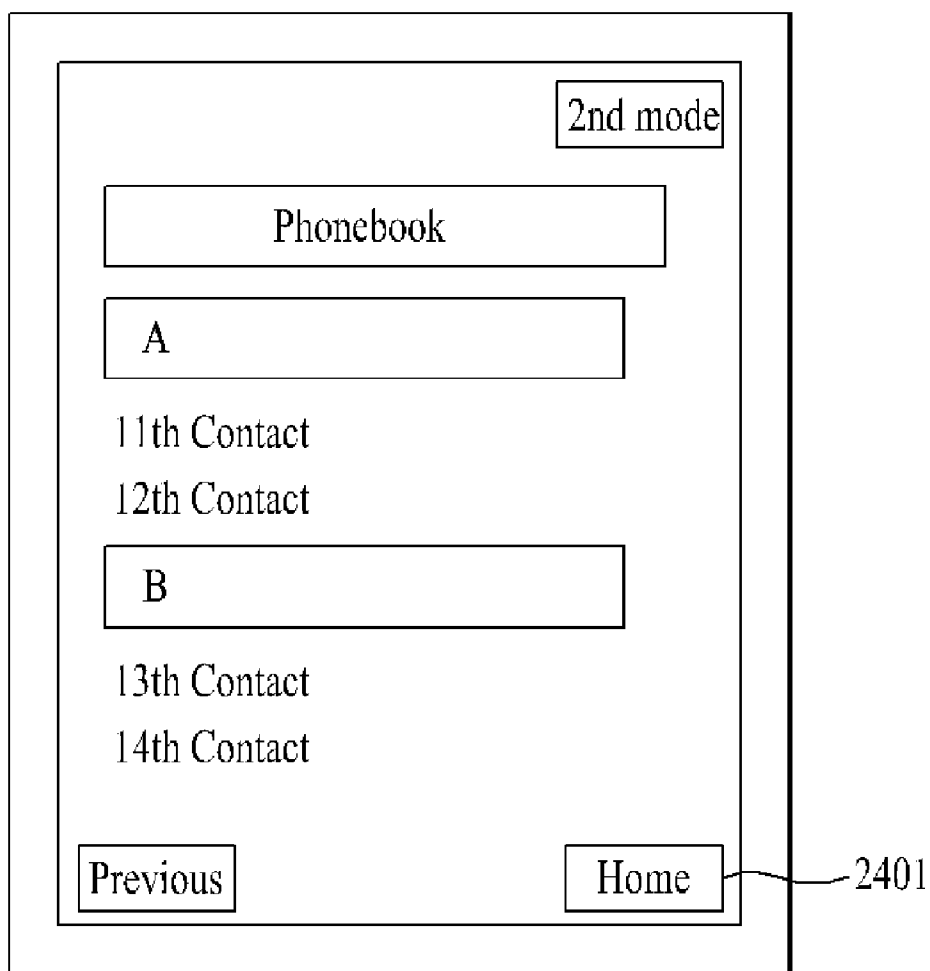 2nd mode
Phonebook
A
11th Contact
12th Contact
B
13th Contact
14th Contact
Previous
Home
2401